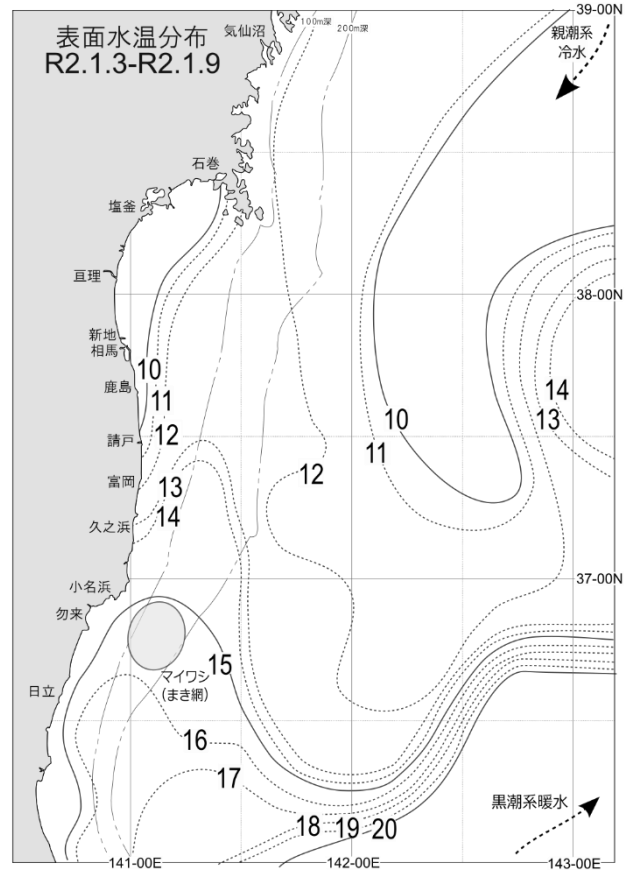 表面水温分布
R2.1.3-R2.1.9
気仙沼
100m深
200m深
39-00N
親潮系
冷水
石巻
塩釜
亘理
38-00N
新地
相馬
鹿島
請戸
富岡
久之浜
小名浜
勿来
日立
10
11
12
13
14
10
11
12
14
13
37-00N
15
マイワシ
(まき網)
16
17
18
19
20
黒潮系暖水
141-00E
142-00E
143-00E